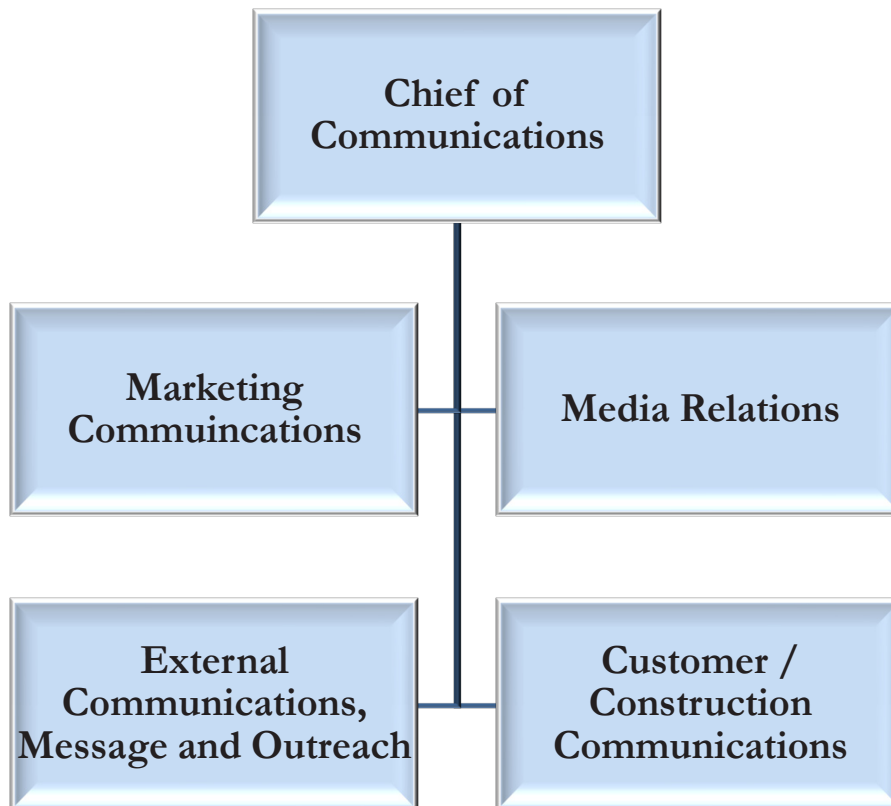 Chief of
Communications
Marketing
Commuincations
Media Relations
External
Communications,
Message and Outreach
Customer /
Construction
Communications